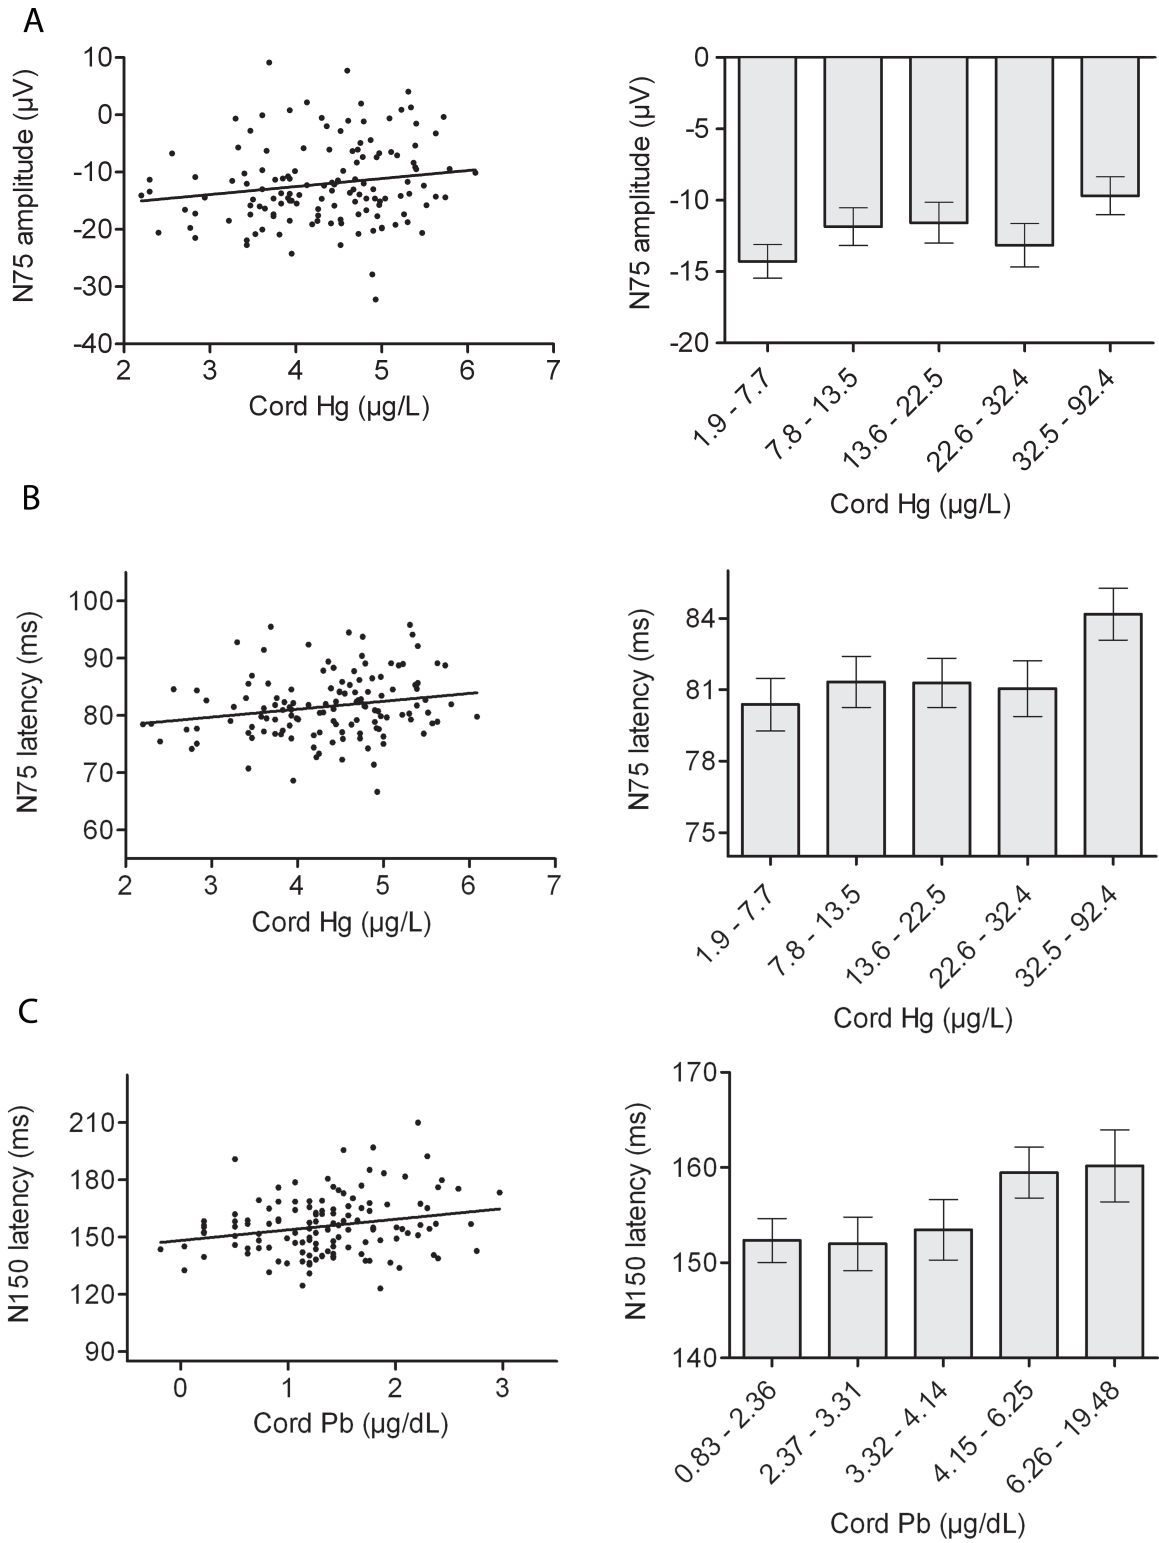 A
N75 amplitude (µV)
10
0
-10
-20
-30
-40
2 3 4 5 6 7
Cord Hg (µg/L)
N75 amplitude (µV)
0
-5
-10
-15
-20
1.9 - 7.7
7.8 - 13.5
13.6 - 22.5
22.6 - 32.4
32.5 - 92.4
Cord Hg (µg/L)
B
N75 latency (ms)
100
90
80
70
60
2 3 4 5 6 7
Cord Hg (µg/L)
N75 latency (ms)
84
81
78
75
1.9 - 7.7
7.8 - 13.5
13.6 - 22.5
22.6 - 32.4
32.5 - 92.4
Cord Hg (µg/L)
C
N150 latency (ms)
210
180
150
120
90
0 1 2 3
Cord Pb (µg/dL)
N150 latency (ms)
170
160
150
140
0.83 - 2.36
2.37 - 3.31
3.32 - 4.14
4.15 - 6.25
6.26 - 19.48
Cord Pb (µg/dL)